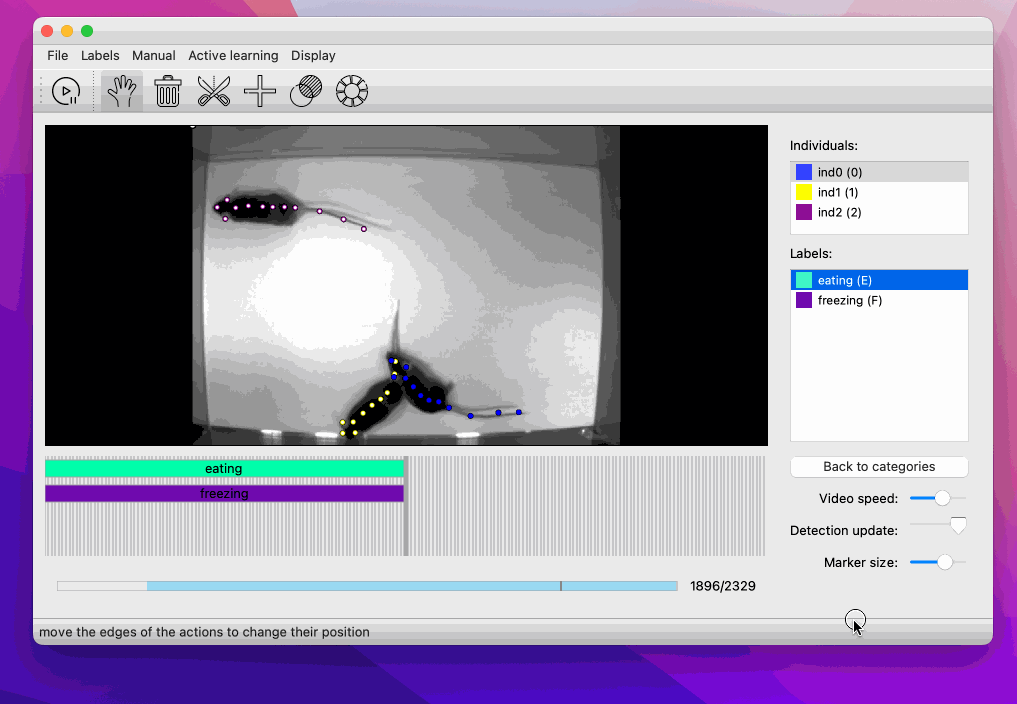 File Labels Manual Active learning Display
Individuals:
ind0 (0)
ind1 (1)
ind2 (2)
Labels:
eating (E)
freezing (F)
eating
freezing
Back to categories
Video speed:
Detection update:
Marker size:
1896/2329
move the edges of the actions to change their position